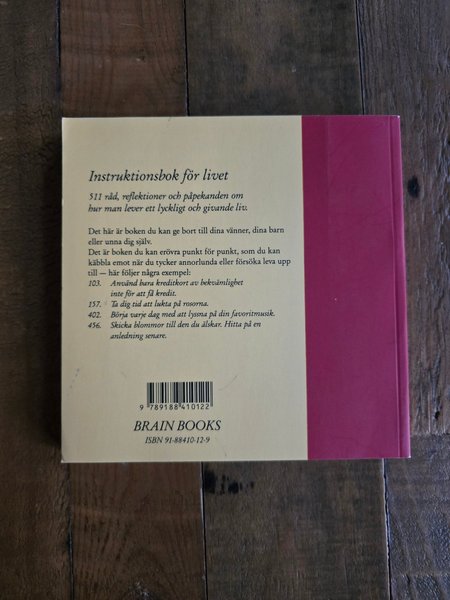 Instruktionsbok för livet
511 råd, reflektioner och påpekanden om
hur man lever ett lyckligt och givande liv.
Det här är boken du kan ge bort till dina vänner, dina barn
eller unna dig själv.
Det är boken du kan erövra punkt för punkt, som du kan
käbbla emot när du tycker annorlunda eller försöka leva upp
till — här följer några exempel:
103. Använd bara kreditkort av bekvämlighet
inte för att få kredit.
157. Ta dig tid att lukta på rosorna.
402. Börja varje dag med att lyssna på din favoritmusik.
456. Skicka blommor till den du älskar. Hitta på en
anledning senare.
9 789188 410122
BRAIN BOOKS
ISBN 91-88410-12-9